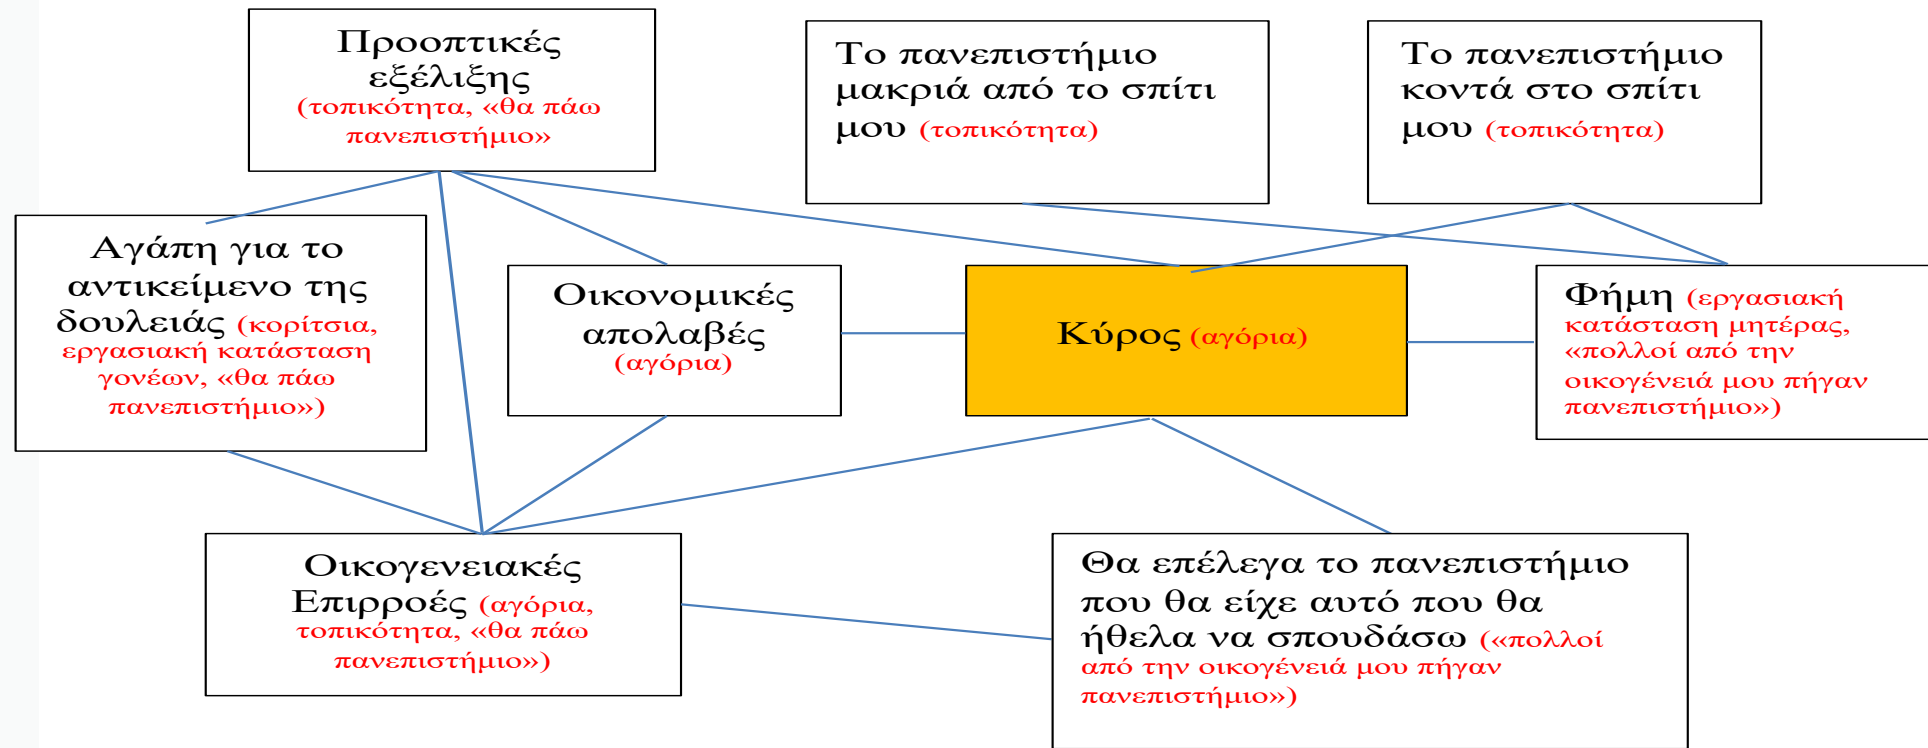 Προοπτικές
εξέλιξης
(τοπικότητα, «θα πάω
πανεπιστήμιο»
Το πανεπιστήμιο
μακριά από το σπίτι
μου (τοπικότητα)
Το πανεπιστήμιο
κοντά στο σπίτι
μου (τοπικότητα)
Αγάπη για το
αντικείμενο της
δουλειάς (κορίτσια,
εργασιακή κατάσταση
γονέων, «θα πάω
πανεπιστήμιο»)
Οικονομικές
απολαβές
(αγόρια)
Κύρος (αγόρια)
Φήμη (εργασιακή
κατάσταση μητέρας,
«πολλοί από την
οικογένειά μου πήγαν
πανεπιστήμιο»)
Οικογενειακές
Επιρροές (αγόρια,
τοπικότητα, «θα πάω
πανεπιστήμιο»)
Θα επέλεγα το πανεπιστήμιο
που θα είχε αυτό που θα
ήθελα να σπουδάσω («πολλοί
από την οικογένειά μου πήγαν
πανεπιστήμιο»)